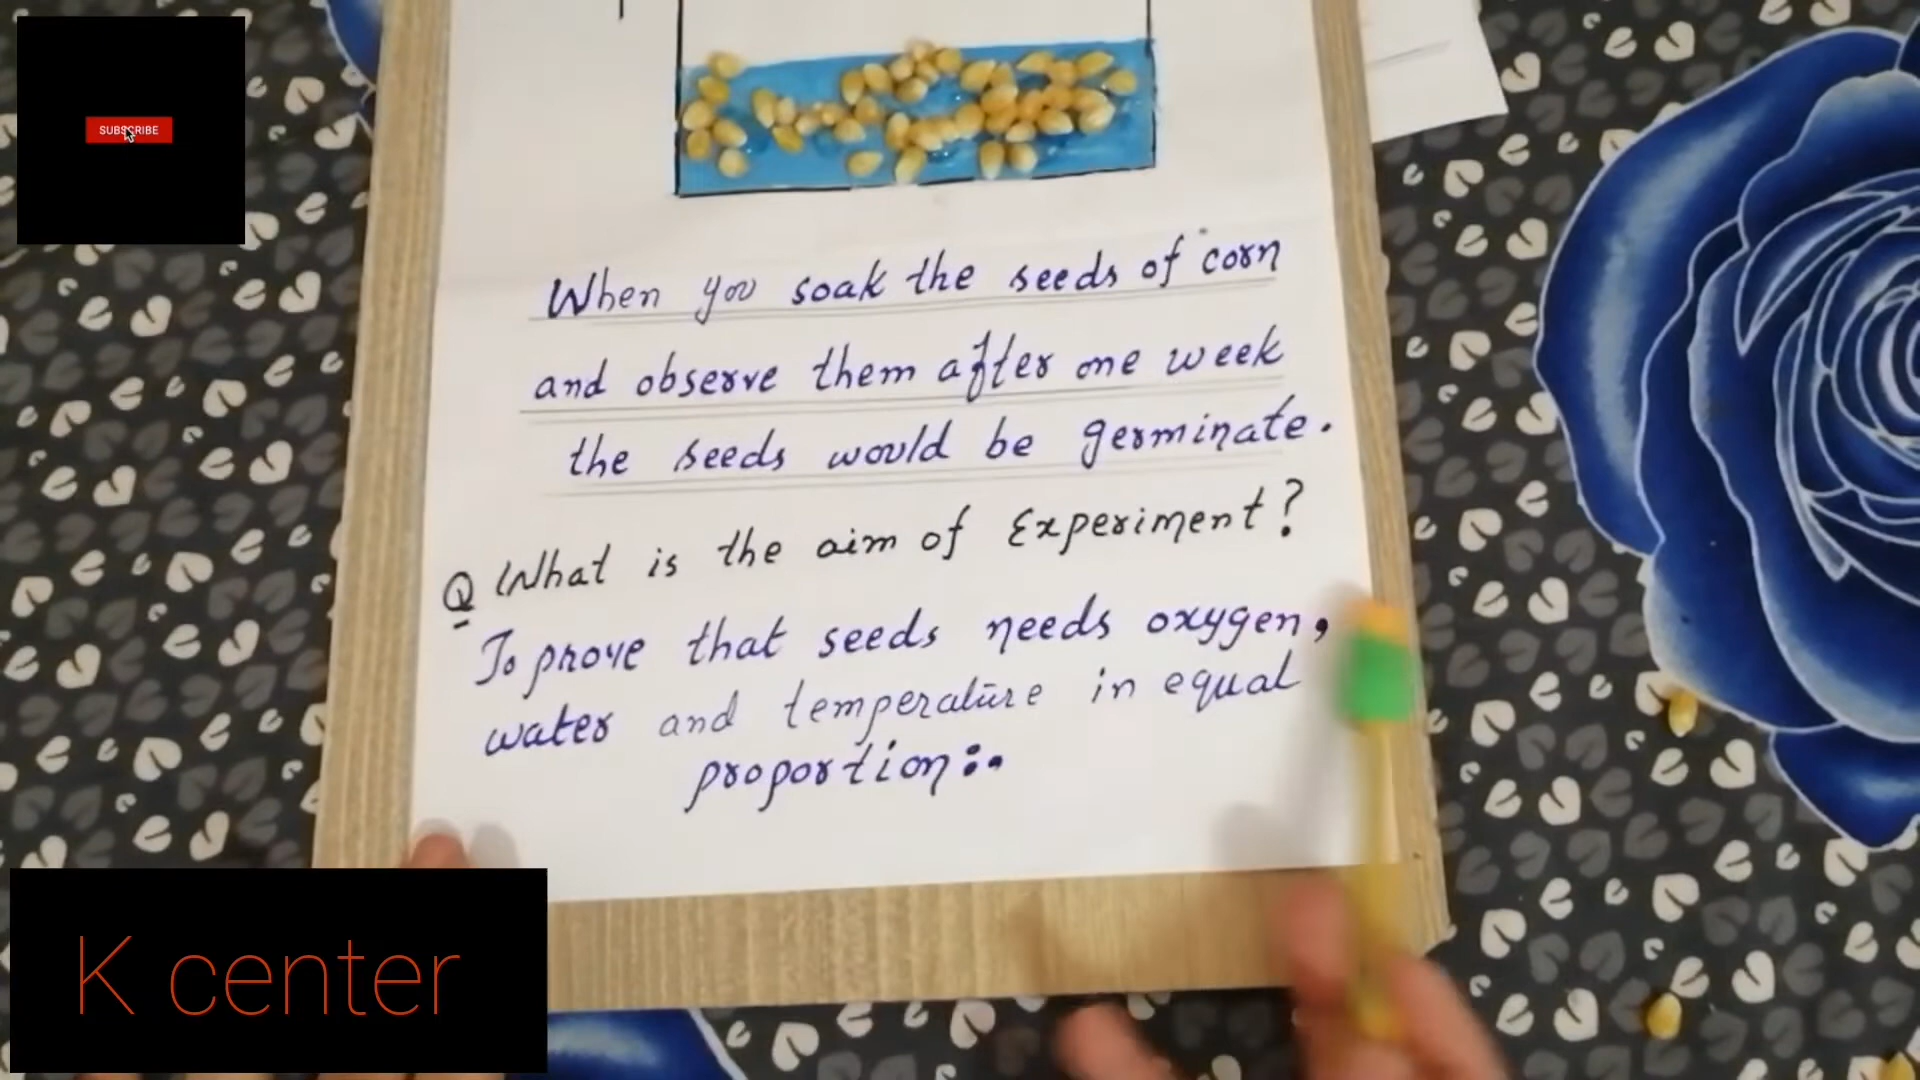 SUBSCRIBE
When you soak the seeds of corn
and observe them after one week
the seeds would be germinate.
Q What is the aim of Experiment?
To prove that seeds needs oxygen,
water and temperature in equal
proportion:.
K center